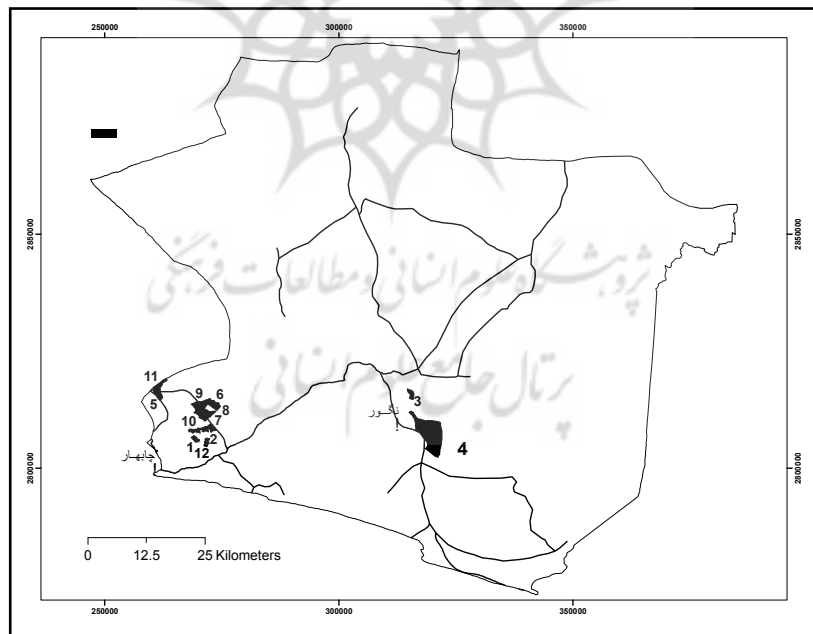 250000 300000 350000
2850000 2850000
پژوهشگاه علوم انسانی و مطالعات فرهنگی
پرتال جامع علوم انسانی
11
9 6
5 8
3
نگور
10 7
1 2
12
4
چابهار
2800000 2800000
0 12.5 25 Kilometers
250000 300000 350000